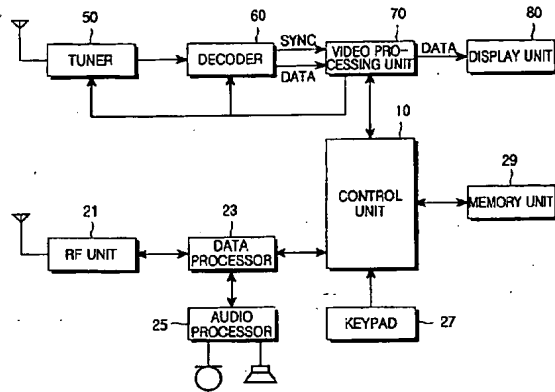 50
60
70
80
TUNER
DECODER
SYNC
DATA
VIDEO PRO-
CESSING UNIT
DATA
DISPLAY UNIT
10
CONTROL
UNIT
29
MEMORY UNIT
21
RF UNIT
23
DATA
PROCESSOR
25
AUDIO
PROCESSOR
KEYPAD
27